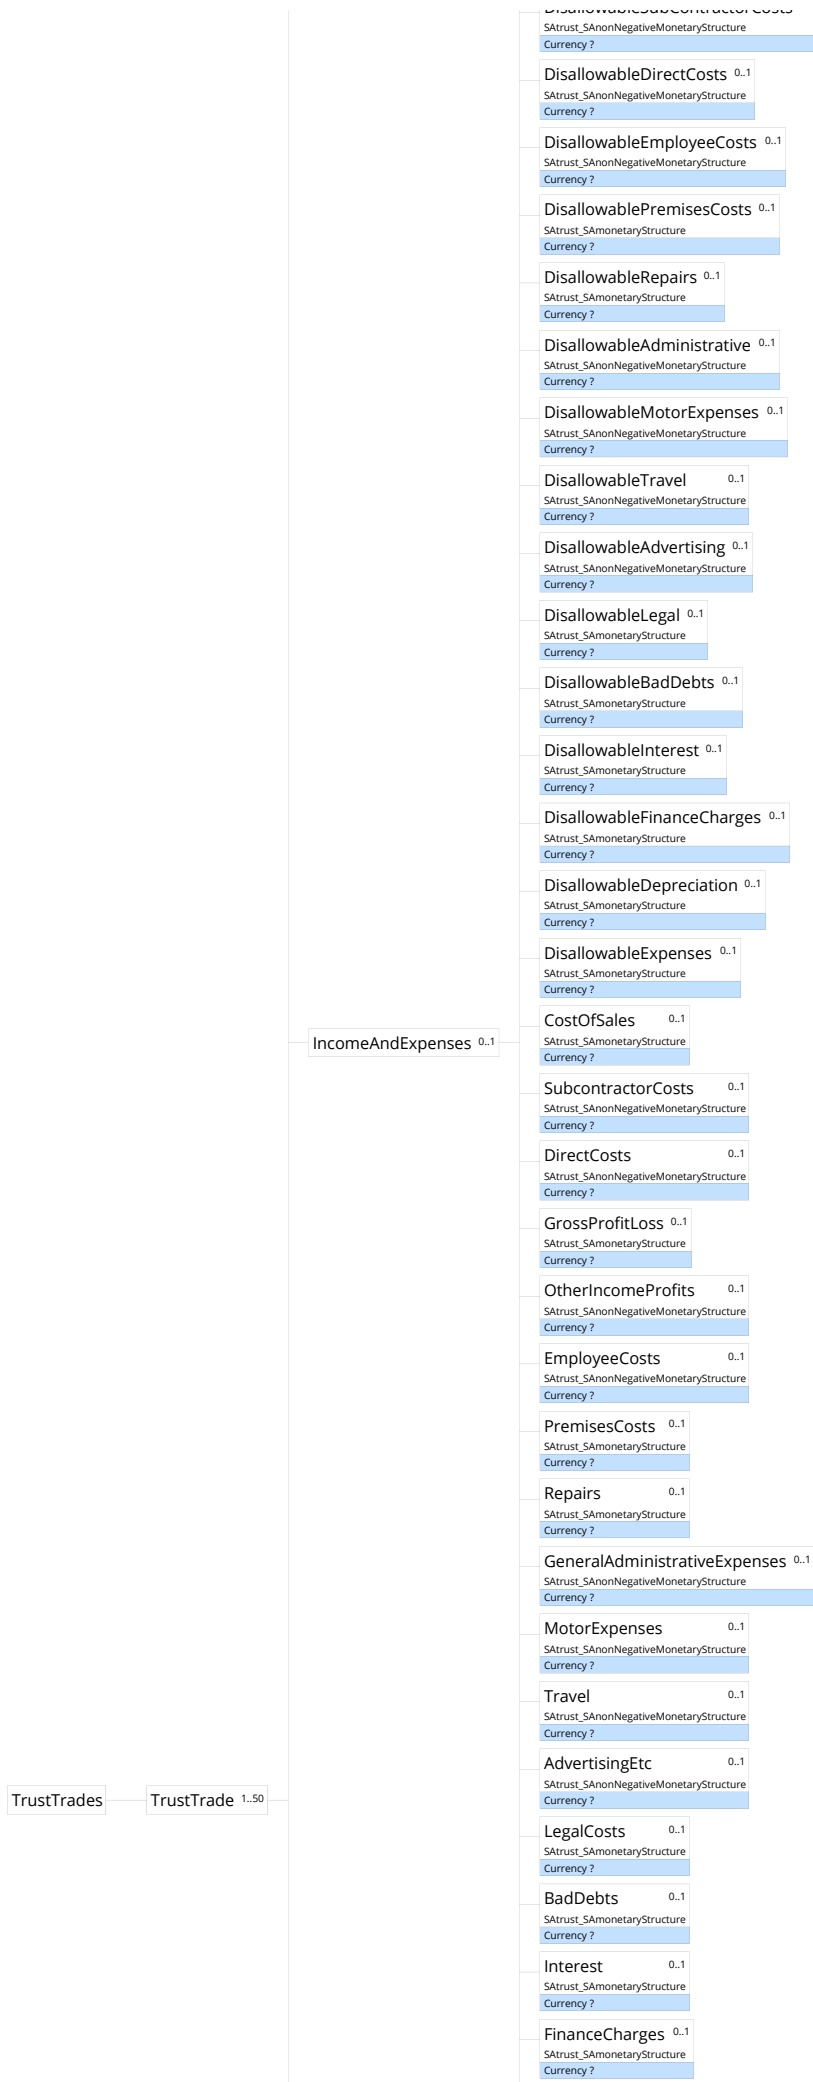 DisallowableSubContractorCosts
SAtrust_SAnonNegativeMonetaryStructure
Currency ?
DisallowableDirectCosts 0..1
SAtrust_SAnonNegativeMonetaryStructure
Currency ?
DisallowableEmployeeCosts 0..1
SAtrust_SAnonNegativeMonetaryStructure
Currency ?
DisallowablePremisesCosts 0..1
SAtrust_SAmonetaryStructure
Currency ?
DisallowableRepairs 0..1
SAtrust_SAmonetaryStructure
Currency ?
DisallowableAdministrative 0..1
SAtrust_SAnonNegativeMonetaryStructure
Currency ?
DisallowableMotorExpenses 0..1
SAtrust_SAnonNegativeMonetaryStructure
Currency ?
DisallowableTravel 0..1
SAtrust_SAnonNegativeMonetaryStructure
Currency ?
DisallowableAdvertising 0..1
SAtrust_SAnonNegativeMonetaryStructure
Currency ?
DisallowableLegal 0..1
SAtrust_SAmonetaryStructure
Currency ?
DisallowableBadDebts 0..1
SAtrust_SAmonetaryStructure
Currency ?
DisallowableInterest 0..1
SAtrust_SAmonetaryStructure
Currency ?
DisallowableFinanceCharges 0..1
SAtrust_SAmonetaryStructure
Currency ?
DisallowableDepreciation 0..1
SAtrust_SAmonetaryStructure
Currency ?
DisallowableExpenses 0..1
SAtrust_SAmonetaryStructure
Currency ?
IncomeAndExpenses 0..1
CostOfSales 0..1
SAtrust_SAmonetaryStructure
Currency ?
SubcontractorCosts 0..1
SAtrust_SAnonNegativeMonetaryStructure
Currency ?
DirectCosts 0..1
SAtrust_SAnonNegativeMonetaryStructure
Currency ?
GrossProfitLoss 0..1
SAtrust_SAmonetaryStructure
Currency ?
OtherIncomeProfits 0..1
SAtrust_SAnonNegativeMonetaryStructure
Currency ?
EmployeeCosts 0..1
SAtrust_SAnonNegativeMonetaryStructure
Currency ?
PremisesCosts 0..1
SAtrust_SAmonetaryStructure
Currency ?
Repairs 0..1
SAtrust_SAmonetaryStructure
Currency ?
GeneralAdministrativeExpenses 0..1
SAtrust_SAnonNegativeMonetaryStructure
Currency ?
MotorExpenses 0..1
SAtrust_SAnonNegativeMonetaryStructure
Currency ?
Travel 0..1
SAtrust_SAnonNegativeMonetaryStructure
Currency ?
AdvertisingEtc 0..1
SAtrust_SAnonNegativeMonetaryStructure
Currency ?
TrustTrades
TrustTrade 1..50
LegalCosts 0..1
SAtrust_SAmonetaryStructure
Currency ?
BadDebts 0..1
SAtrust_SAmonetaryStructure
Currency ?
Interest 0..1
SAtrust_SAmonetaryStructure
Currency ?
FinanceCharges 0..1
SAtrust_SAmonetaryStructure
Currency ?